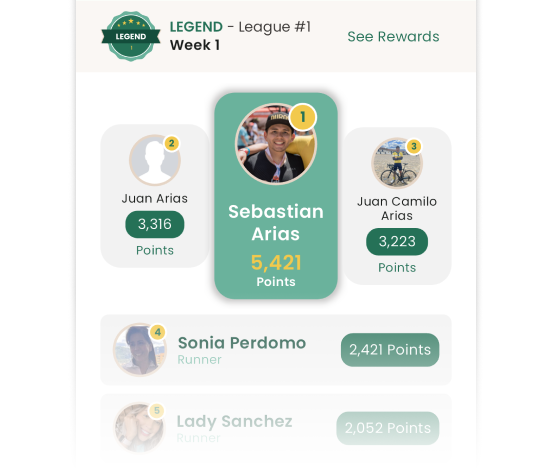 LEGEND
1
LEGEND - League #1
Week 1
See Rewards
1
2
3
Juan Arias
3,316
Points
Sebastian
Arias
5,421
Points
Juan Camilo
Arias
3,223
Points
4
Sonia Perdomo
Runner
2,421 Points
5
Lady Sanchez
Runner
2,052 Points